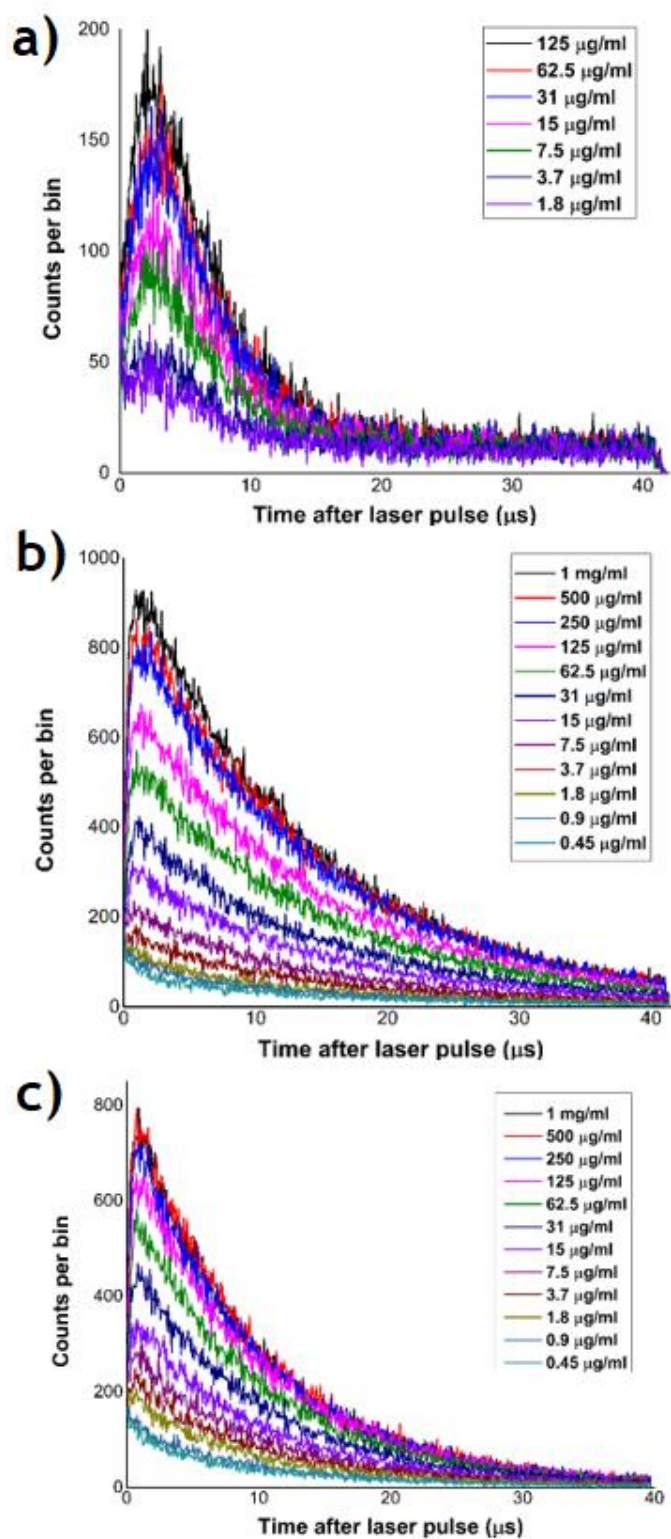 a)
200
150
100
50
0
Counts per bin
125 μg/ml
62.5 μg/ml
31 μg/ml
15 μg/ml
7.5 μg/ml
3.7 μg/ml
1.8 μg/ml
0 10 20 30 40
Time after laser pulse (μs)
b)
1000
800
600
400
200
0
Counts per bin
1 mg/ml
500 μg/ml
250 μg/ml
125 μg/ml
62.5 μg/ml
31 μg/ml
15 μg/ml
7.5 μg/ml
3.7 μg/ml
1.8 μg/ml
0.9 μg/ml
0.45 μg/ml
0 10 20 30 40
Time after laser pulse (μs)
c)
800
600
400
200
0
Counts per bin
1 mg/ml
500 μg/ml
250 μg/ml
125 μg/ml
62.5 μg/ml
31 μg/ml
15 μg/ml
7.5 μg/ml
3.7 μg/ml
1.8 μg/ml
0.9 μg/ml
0.45 μg/ml
0 10 20 30 40
Time after laser pulse (μs)